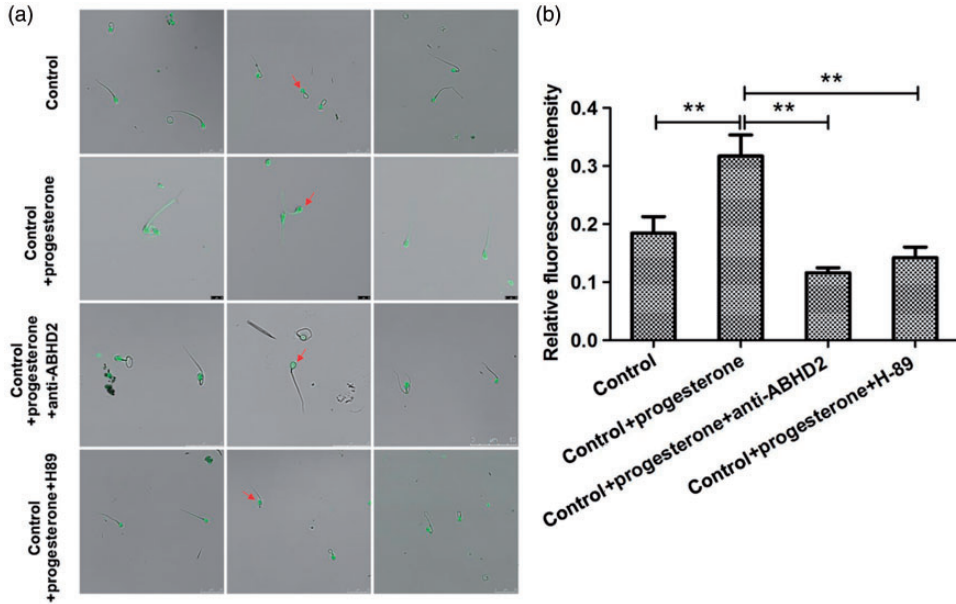 (a)
Control
Control
+progesterone
Control
+progesterone
+anti-ABHD2
Control
+progesterone+H89
(b)
Relative fluorescence intensity
0.4
0.3
0.2
0.1
0.0
**
**
**
Control
Control+progesterone
Control+progesterone+anti-ABHD2
Control+progesterone+H-89